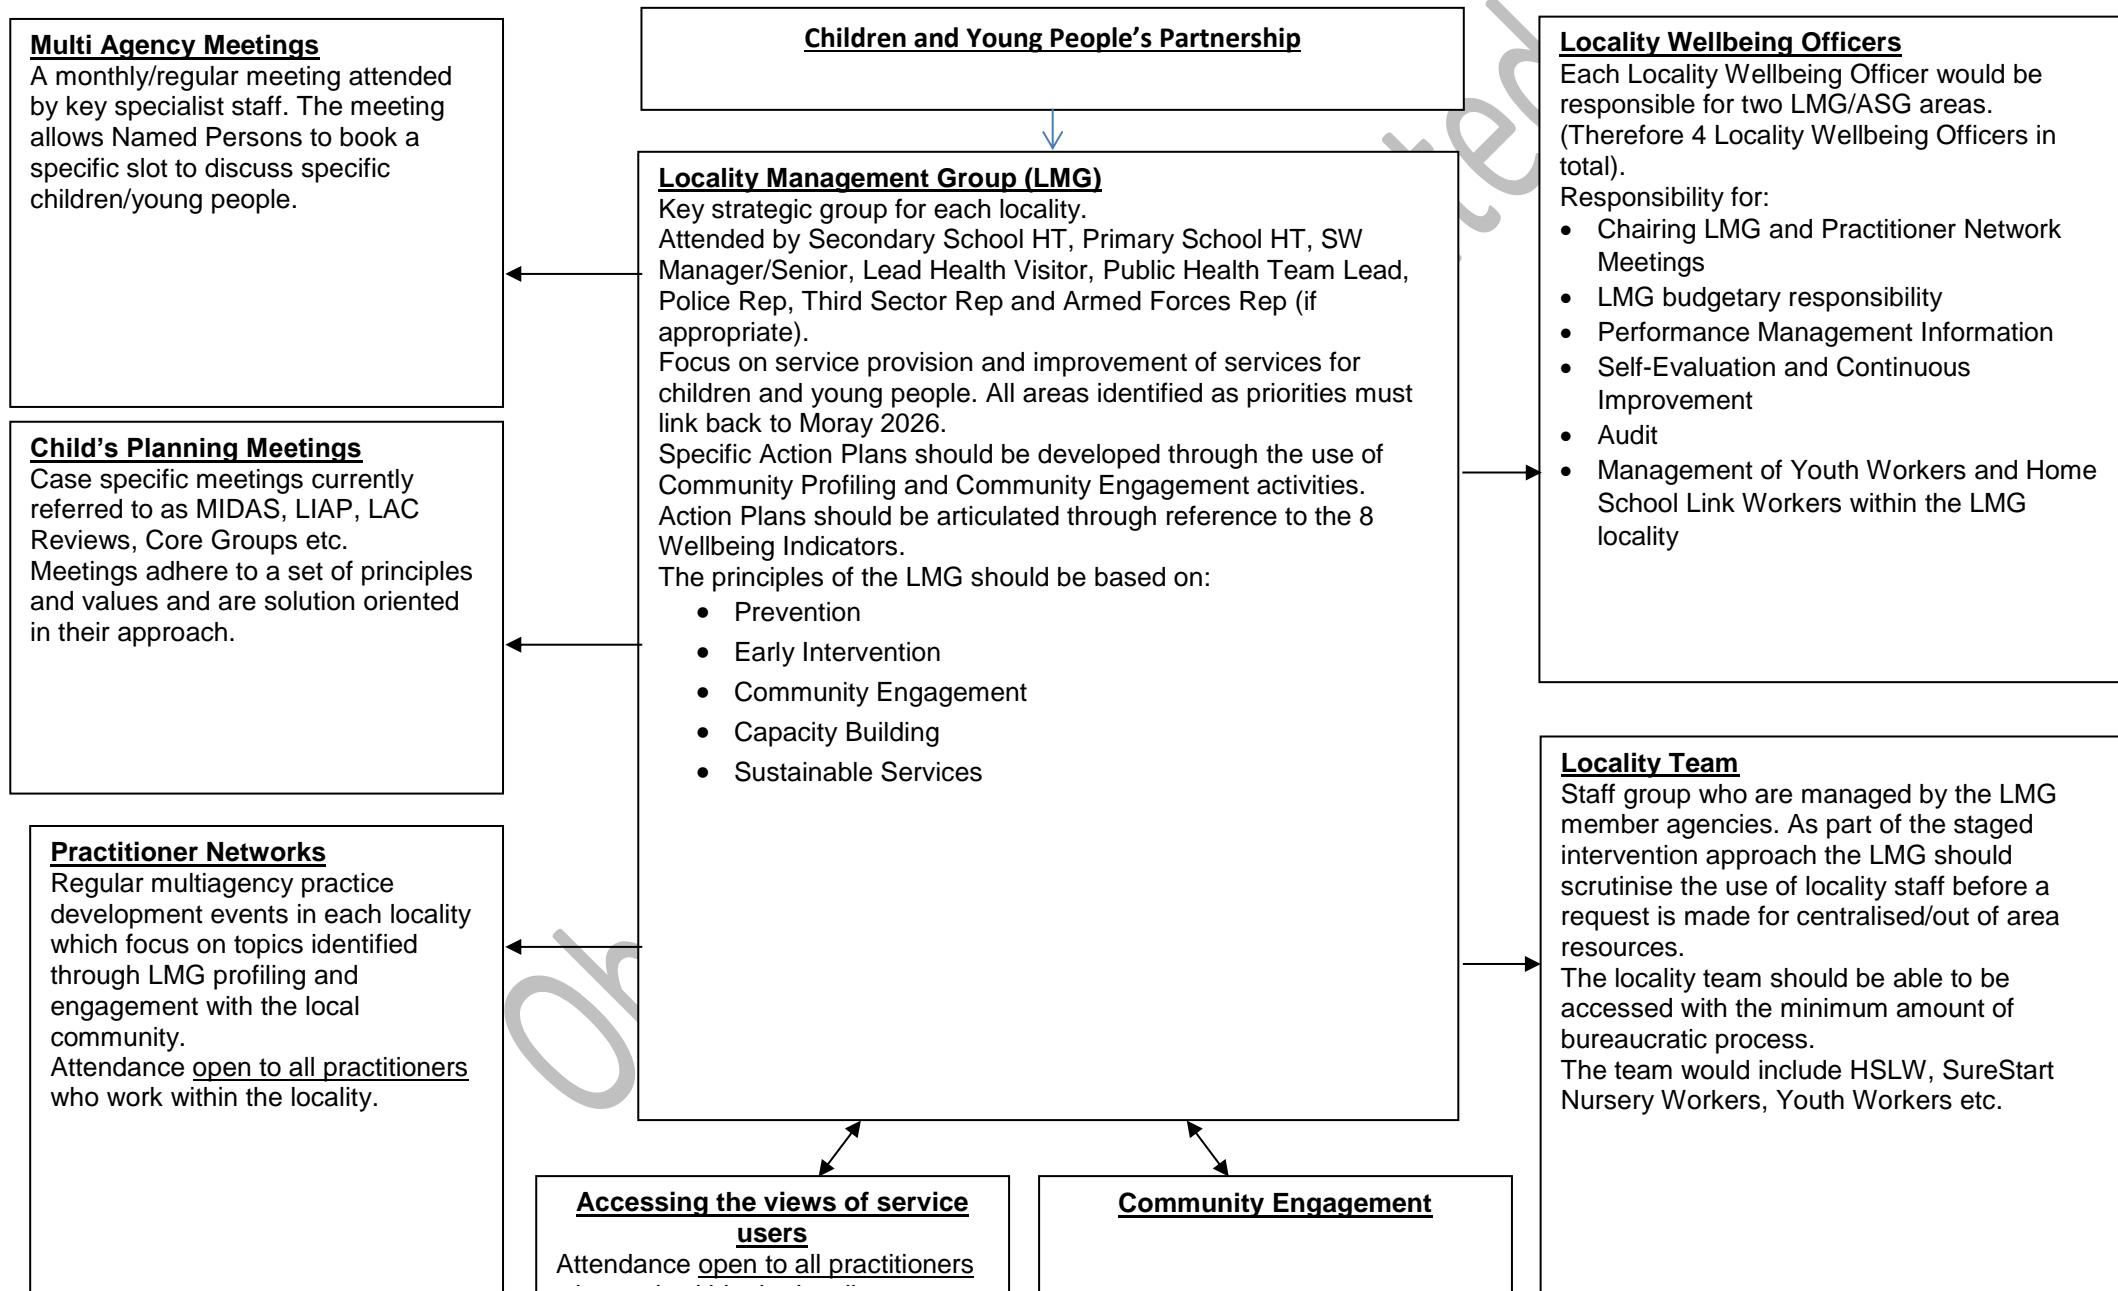 Multi Agency Meetings
A monthly/regular meeting attended
by key specialist staff. The meeting
allows Named Persons to book a
specific slot to discuss specific
children/young people.
Child’s Planning Meetings
Case specific meetings currently
referred to as MIDAS, LIAP, LAC
Reviews, Core Groups etc.
Meetings adhere to a set of principles
and values and are solution oriented
in their approach.
Practitioner Networks
Regular multiagency practice
development events in each locality
which focus on topics identified
through LMG profiling and
engagement with the local
community.
Attendance open to all practitioners
who work within the locality.
Children and Young People’s Partnership
Locality Management Group (LMG)
Key strategic group for each locality.
Attended by Secondary School HT, Primary School HT, SW
Manager/Senior, Lead Health Visitor, Public Health Team Lead,
Police Rep, Third Sector Rep and Armed Forces Rep (if
appropriate).
Focus on service provision and improvement of services for
children and young people. All areas identified as priorities must
link back to Moray 2026.
Specific Action Plans should be developed through the use of
Community Profiling and Community Engagement activities.
Action Plans should be articulated through reference to the 8
Wellbeing Indicators.
The principles of the LMG should be based on:
• Prevention
• Early Intervention
• Community Engagement
• Capacity Building
• Sustainable Services
Accessing the views of service
users
Attendance open to all practitioners
Community Engagement
Locality Wellbeing Officers
Each Locality Wellbeing Officer would be
responsible for two LMG/ASG areas.
(Therefore 4 Locality Wellbeing Officers in
total).
Responsibility for:
• Chairing LMG and Practitioner Network
Meetings
• LMG budgetary responsibility
• Performance Management Information
• Self-Evaluation and Continuous
Improvement
• Audit
• Management of Youth Workers and Home
School Link Workers within the LMG
locality
Locality Team
Staff group who are managed by the LMG
member agencies. As part of the staged
intervention approach the LMG should
scrutinise the use of locality staff before a
request is made for centralised/out of area
resources.
The locality team should be able to be
accessed with the minimum amount of
bureaucratic process.
The team would include HSLW, SureStart
Nursery Workers, Youth Workers etc.